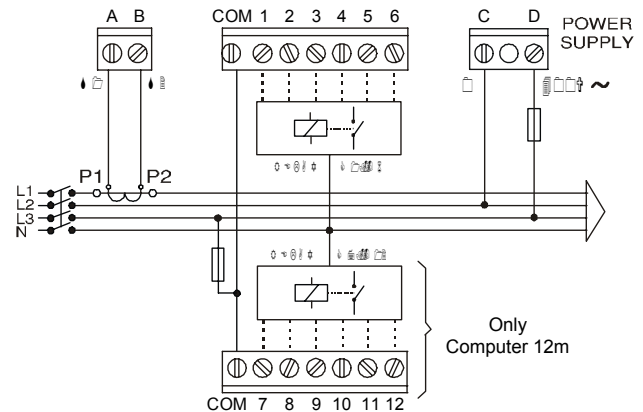 A B
COM 1 2 3 4 5 6
C D
POWER
SUPPLY
~
P1 P2
L1
L2
L3
N
Only
Computer 12m
COM 7 8 9 10 11 12